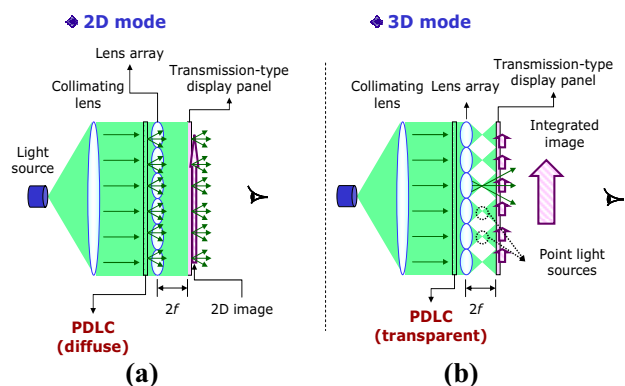 2D mode
Lens array
Collimating
lens
Transmission-type
display panel
Light
source
2f
2D image
PDLC
(diffuse)
(a)
3D mode
Transmission-type
display panel
Collimating
lens
Lens array
Integrated
image
Point light
sources
2f
PDLC
(transparent)
(b)